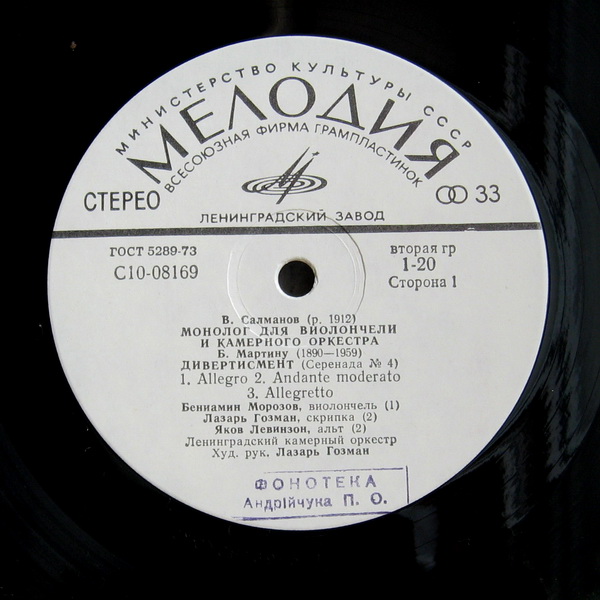 МИНИСТЕРСТВО КУЛЬТУРЫ СССР
МЕЛОДИЯ
ВСЕСОЮЗНАЯ ФИРМА ГРАМПЛАСТИНОК
СТЕРЕО
33
ЛЕНИНГРАДСКИЙ ЗАВОД
ГОСТ 5289-73
С10-08169
вторая гр
1-20
Сторона 1
В. Салманов (р. 1912)
МОНОЛОГ ДЛЯ ВИОЛОНЧЕЛИ
И КАМЕРНОГО ОРКЕСТРА
Б. Мартину (1890—1959)
ДИВЕРТИСМЕНТ (Серенада № 4)
1. Allegro 2. Andante moderato
3. Allegretto
Бениамин Морозов, виолончель (1)
Лазарь Гозман, скрипка (2)
Яков Левинзон, альт (2)
Ленинградский камерный оркестр
Худ. рук. Лазарь Гозман
ФОНОТЕКА
Андрійчука П. О.